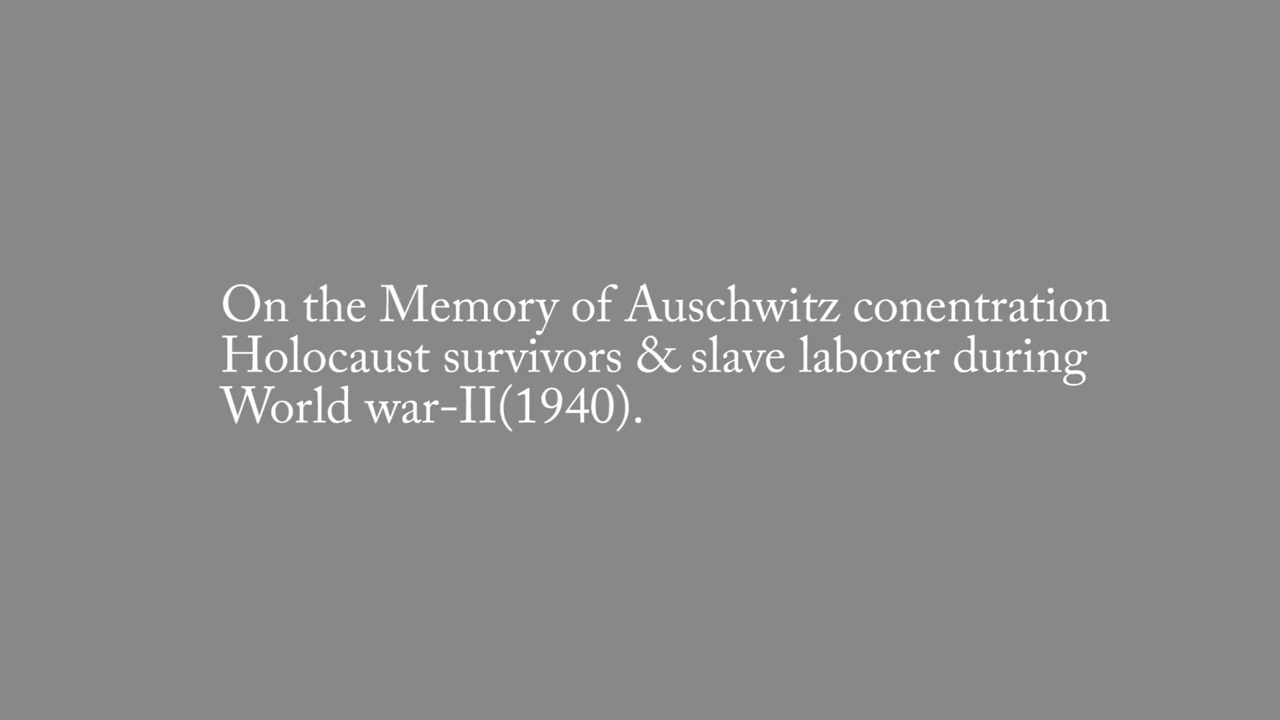 On the Memory of Auschwitz conentration
Holocaust survivors & slave laborer during
World war-II(1940).